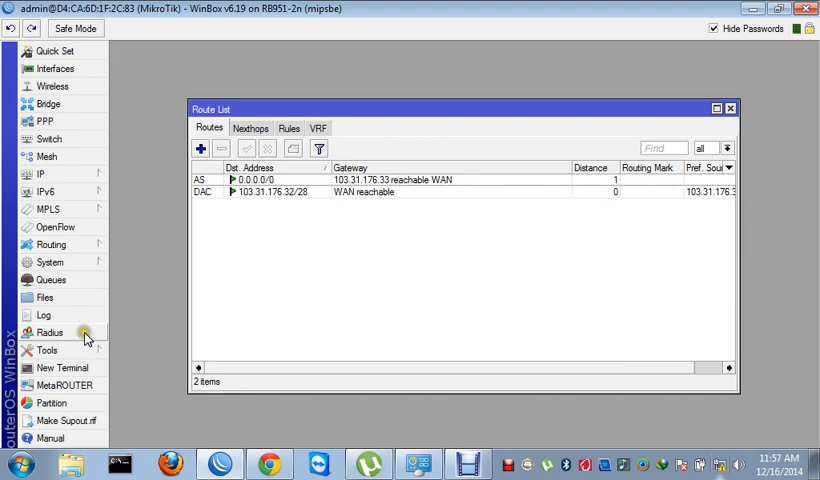 admin@D4:CA:6D:1F:2C:83 (MikroTik) - WinBox v6.19 on RB951-2n (mipsbe)
Safe Mode
Hide Passwords
Quick Set
Interfaces
Wireless
Bridge
PPP
Switch
Mesh
IP
IPv6
MPLS
OpenFlow
Routing
System
Queues
Files
Log
Radius
Tools
New Terminal
MetaROUTER
Partition
Make Supout.rif
Manual
outerOS WinBox
Route List
Routes Nexthops Rules VRF
Find all
Dst. Address Gateway Distance Routing Mark Pref. Sour
AS 0.0.0.0/0 103.31.176.33 reachable WAN 1
DAC 103.31.176.32/28 WAN reachable 0 103.31.176.3
2 items
11:57 AM
12/16/2014